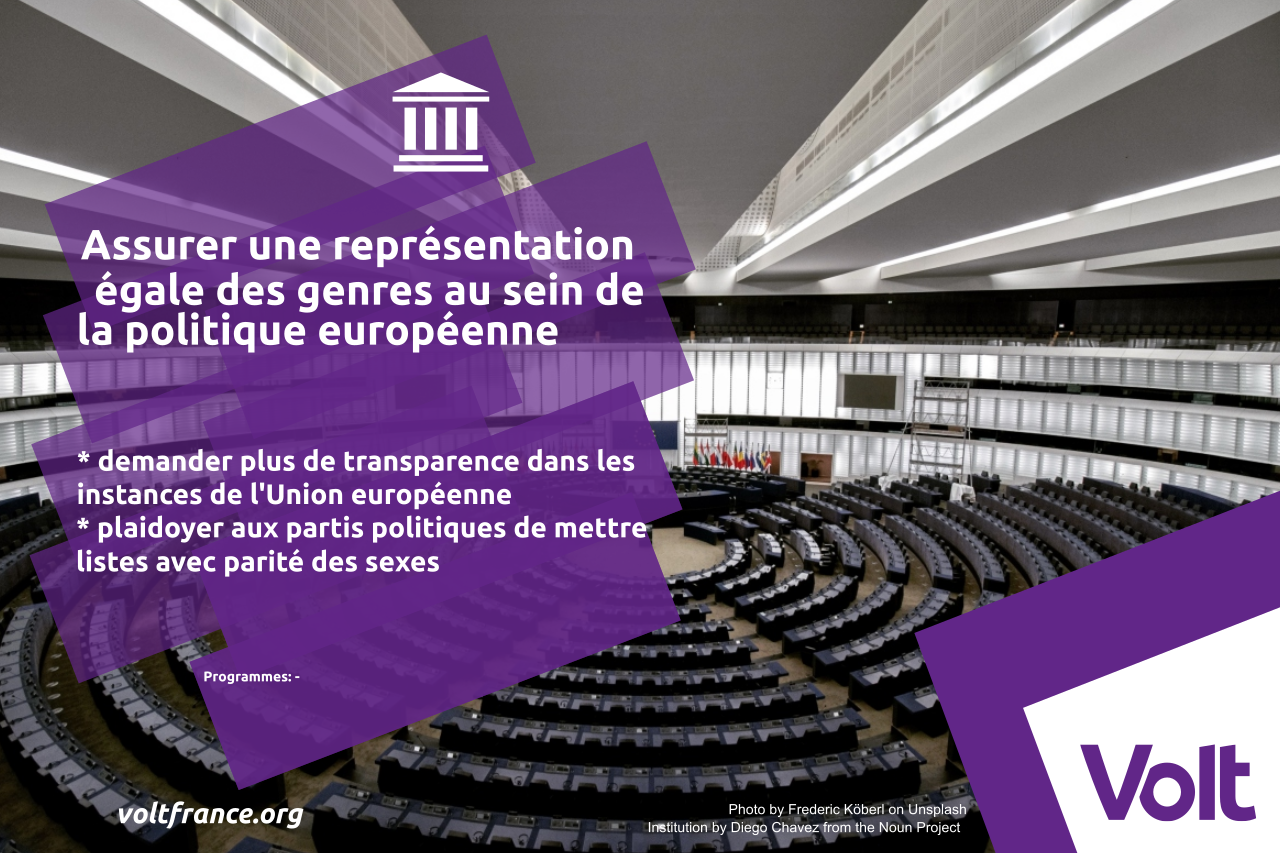 Assurer une représentation
égale des genres au sein de
la politique européenne
* demander plus de transparence dans les
instances de l'Union européenne
* plaidoyer aux partis politiques de mettre
listes avec parité des sexes
Programmes: -
voltfrance.org
Photo by Frederic Köberl on Unsplash
Institution by Diego Chavez from the Noun Project
Volt